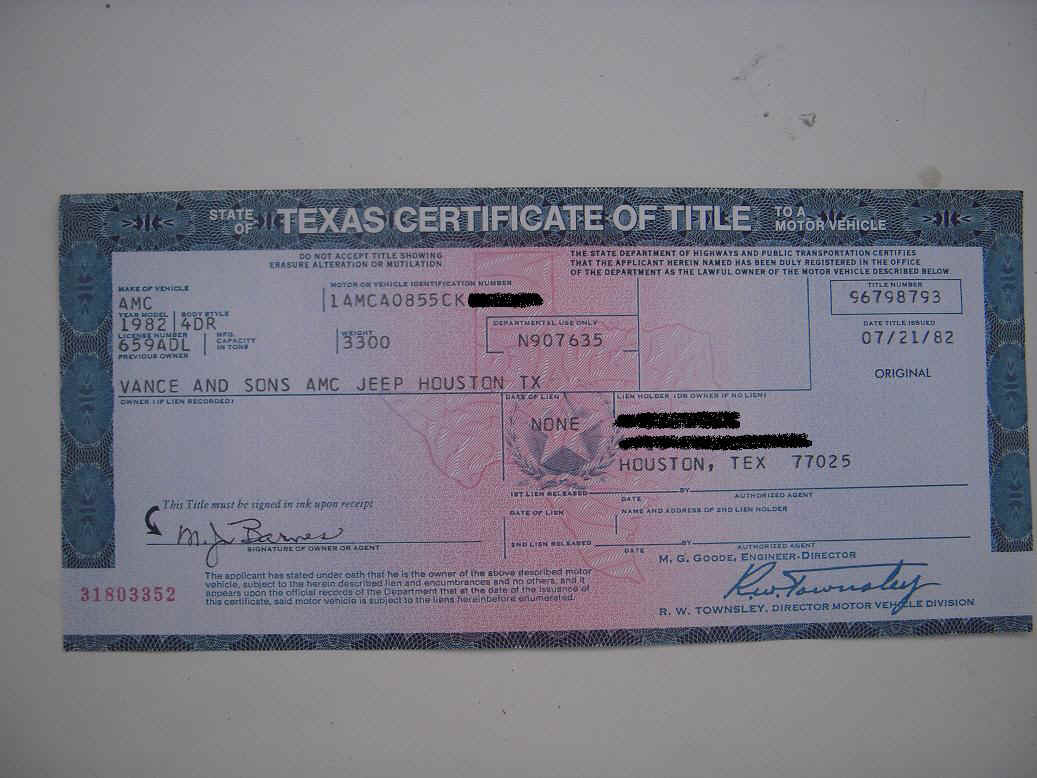 STATE OF TEXAS CERTIFICATE OF TITLE TO A MOTOR VEHICLE
DO NOT ACCEPT TITLE SHOWING
ERASURE ALTERATION OR MUTILATION.
THE STATE DEPARTMENT OF HIGHWAYS AND PUBLIC TRANSPORTATION CERTIFIES
THAT THE APPLICANT HEREIN NAMED HAS BEEN DULY REGISTERED IN THE OFFICE
OF THE DEPARTMENT AS THE LAWFUL OWNER OF THE MOTOR VEHICLE DESCRIBED BELOW.
MAKE OF VEHICLE
AMC
MOTOR OR VEHICLE IDENTIFICATION NUMBER
1AMCA0855CK
TITLE NUMBER
96798793
YEAR MODEL BODY STYLE
1982 4DR
DATE TITLE ISSUED
07/21/82
LICENSE NUMBER
659ADL
MFG. CAPACITY IN TONS
WEIGHT
3300
DEPARTMENTAL USE ONLY
N907635
ORIGINAL
PREVIOUS OWNER
VANCE AND SONS AMC JEEP HOUSTON TX
OWNER (IF LIEN RECORDED)
DATE OF LIEN
NONE
LIEN HOLDER (OR OWNER IF NO LIEN)
HOUSTON, TEX 77025
1ST LIEN RELEASED DATE BY AUTHORIZED AGENT
This Title must be signed in ink upon receipt
M. J. Barnes
SIGNATURE OF OWNER OR AGENT
DATE OF LIEN NAME AND ADDRESS OF 2ND LIEN HOLDER
2ND LIEN RELEASED DATE BY AUTHORIZED AGENT
M. G. GOODE, ENGINEER-DIRECTOR
R.W. Townsley
R. W. TOWNSLEY, DIRECTOR MOTOR VEHICLE DIVISION
31803352
The applicant has stated under oath that he is the owner of the above described motor
vehicle, subject to the herein described lien and encumbrances and no others, and it
appears upon the official records of the Department that at the date of the issuance of
this certificate, said motor vehicle is subject to the liens hereinbefore enumerated.